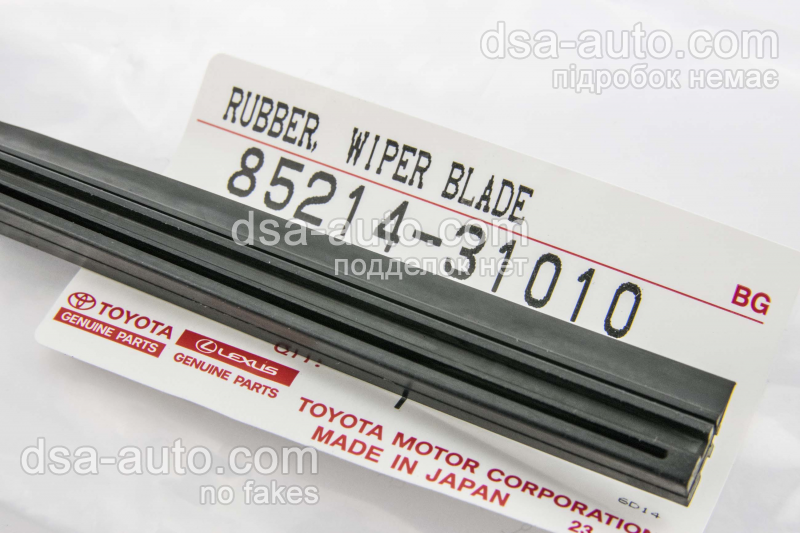 dsa-auto.com
підробок немає
RUBBER, WIPER BLADE
85214-31010
dsa-auto.com
подделок нет
BG
TOYOTA
GENUINE PARTS
LEXUS
GENUINE PARTS
TOYOTA MOTOR CORPORATION
MADE IN JAPAN
6D14
23
dsa-auto.com
no fakes